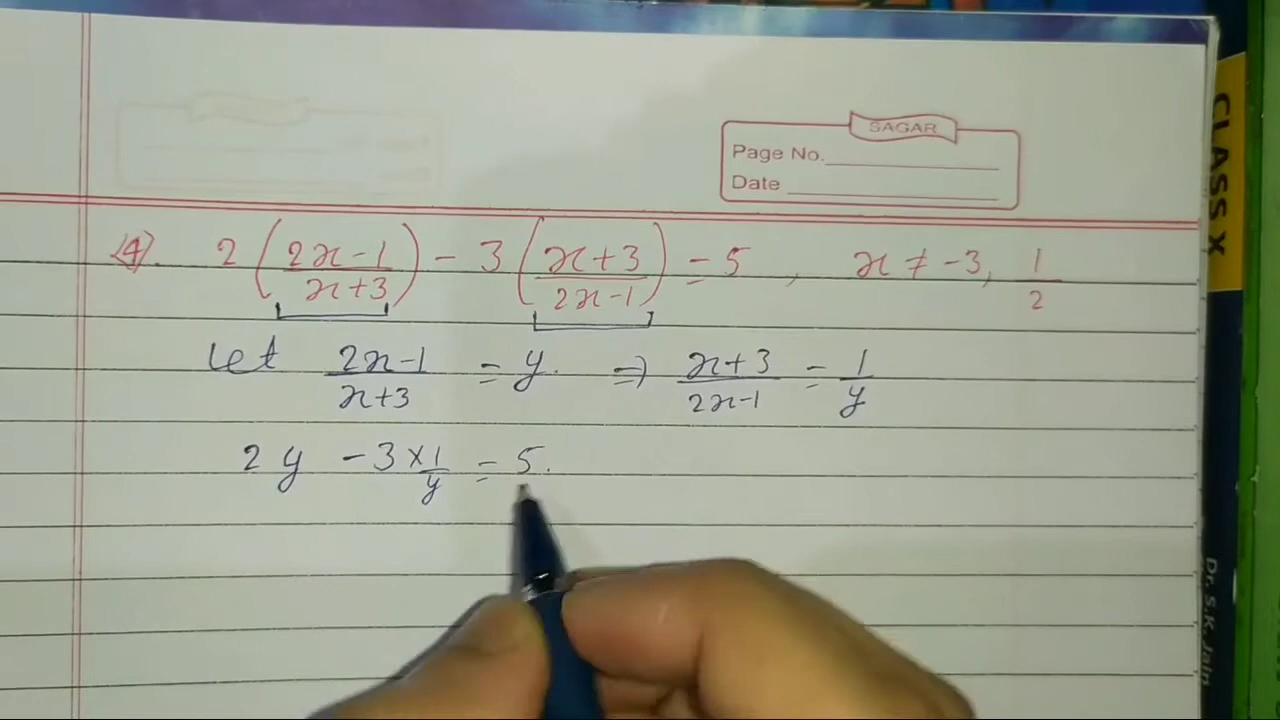 SAGAR
Page No.
Date
(4). 2(2x-1/x+3) - 3(x+3/2x-1) = 5, x ≠ -3, 1/2
Let 2x-1/x+3 = y. ⇒ x+3/2x-1 = 1/y
2y - 3 × 1/y = 5.
CLASS X
Dr. S.K. Jain